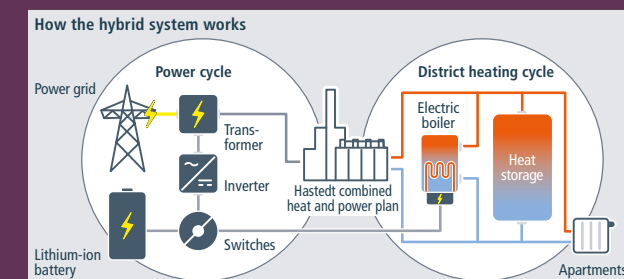 How the hybrid system works
Power cycle
District heating cycle
Power grid
Trans-
former
Inverter
Switches
Lithium-ion
battery
Hastedt combined
heat and power plan
Electric
boiler
Heat
storage
Apartments